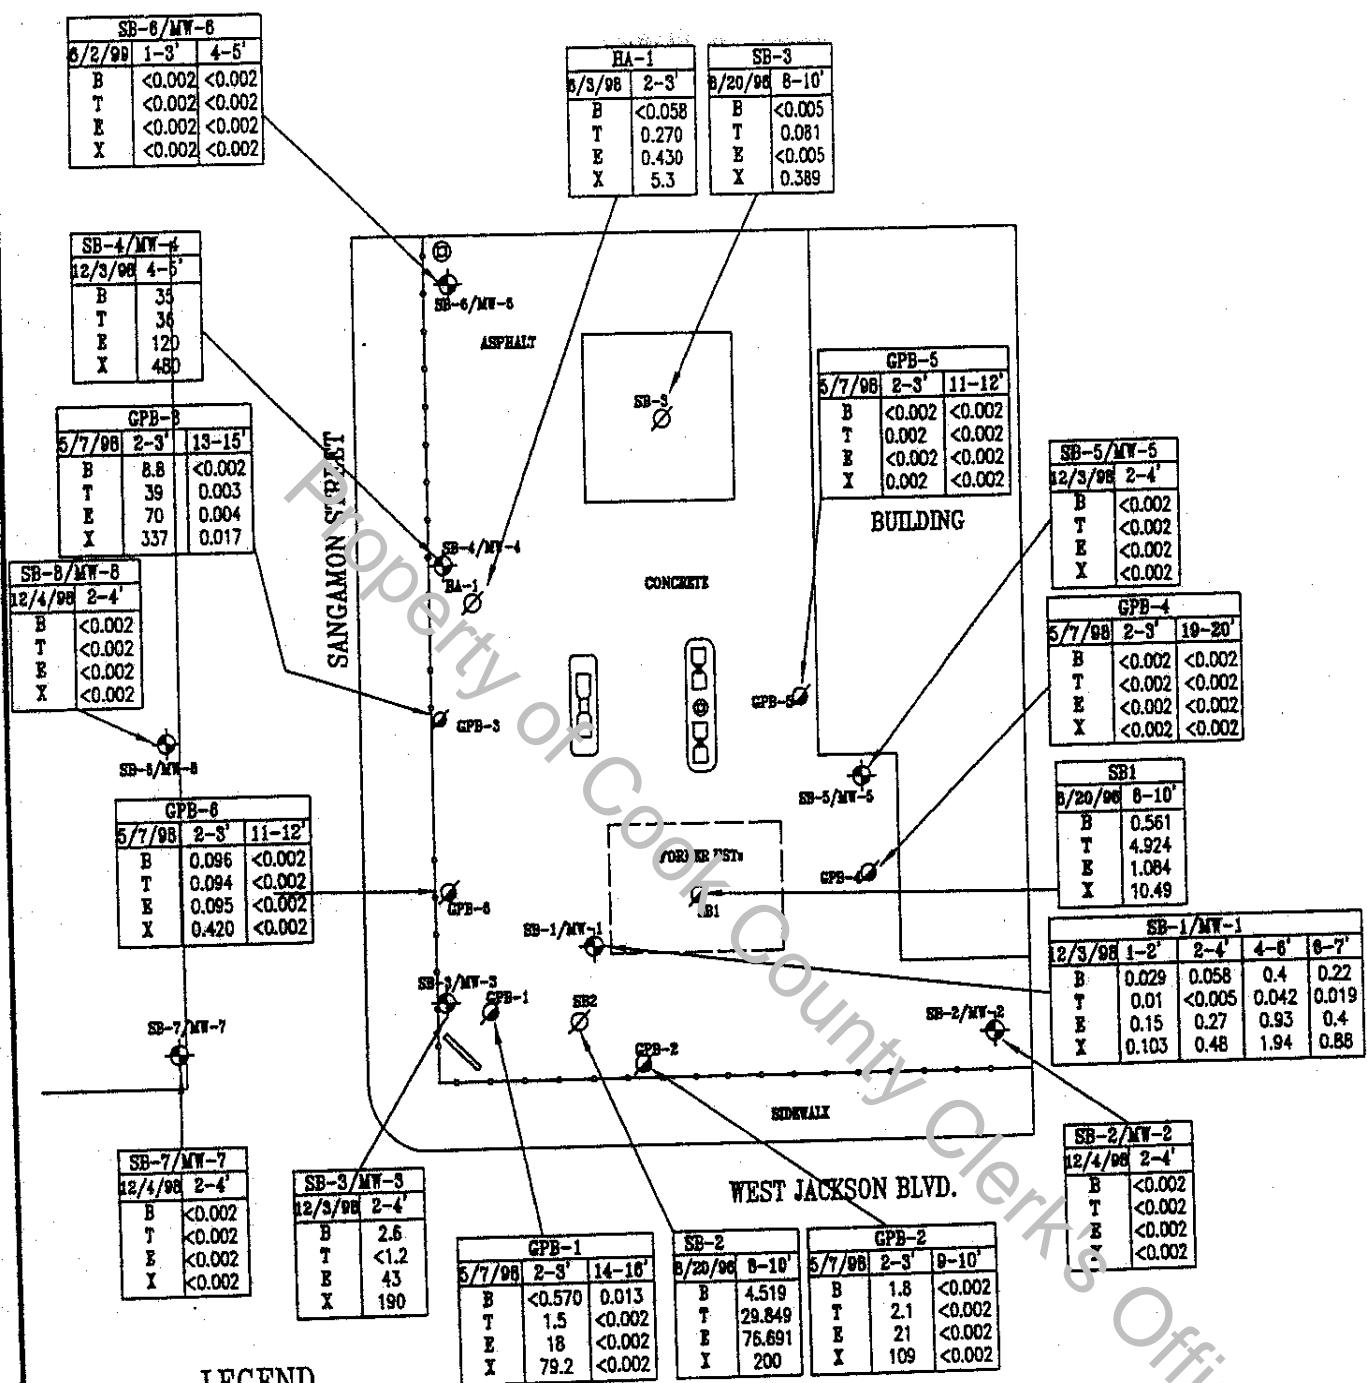 SB-6/MW-6
6/2/99 1-3' 4-5'
B <0.002 <0.002
T <0.002 <0.002
E <0.002 <0.002
X <0.002 <0.002
HA-1
6/3/98 2-3'
B <0.058
T 0.270
E 0.430
X 5.3
SB-3
8/20/96 8-10'
B <0.005
T 0.081
E <0.005
X 0.389
SB-4/MW-4
12/3/98 4-5'
B 35
T 36
E 120
X 480
SB-6/MW-6
ASPHALT
SB-3
GPB-5
5/7/98 2-3' 11-12'
B <0.002 <0.002
T 0.002 <0.002
E <0.002 <0.002
X 0.002 <0.002
GPB-3
5/7/98 2-3' 13-15'
B 8.8 <0.002
T 39 0.003
E 70 0.004
X 337 0.017
SANGAMON STREET
BUILDING
SB-5/MW-5
12/3/98 2-4'
B <0.002
T <0.002
E <0.002
X <0.002
SB-4/MW-4
HA-1
CONCRETE
SB-8/MW-8
12/4/98 2-4'
B <0.002
T <0.002
E <0.002
X <0.002
GPB-4
5/7/98 2-3' 19-20'
B <0.002 <0.002
T <0.002 <0.002
E <0.002 <0.002
X <0.002 <0.002
GPB-3
GPB-5
SB-8/MW-8
SB-5/MW-5
SB1
8/20/96 8-10'
B 0.561
T 4.924
E 1.084
X 10.49
GPB-6
5/7/98 2-3' 11-12'
B 0.096 <0.002
T 0.094 <0.002
E 0.095 <0.002
X 0.420 <0.002
FORMER USTs
GPB-4
GPB-6
SB1
SB-1/MW-1
SB-1/MW-1
12/3/98 1-2' 2-4' 4-6' 6-7'
B 0.029 0.058 0.4 0.22
T 0.01 <0.005 0.042 0.019
E 0.15 0.27 0.93 0.4
X 0.103 0.48 1.94 0.88
SB-3/MW-3
GPB-1
SB2
SB-2/MW-2
SB-7/MW-7
GPB-2
SIDEWALK
WEST JACKSON BLVD.
SB-2/MW-2
12/4/98 2-4'
B <0.002
T <0.002
E <0.002
X <0.002
SB-7/MW-7
12/4/98 2-4'
B <0.002
T <0.002
E <0.002
X <0.002
SB-3/MW-3
12/3/98 2-4'
B 2.6
T <1.2
E 43
X 190
GPB-1
5/7/98 2-3' 14-16'
B <0.570 0.013
T 1.5 <0.002
E 18 <0.002
X 79.2 <0.002
SB-2
8/20/96 8-10'
B 4.519
T 29.849
E 76.691
X 200
GPB-2
5/7/98 2-3' 9-10'
B 1.8 <0.002
T 2.1 <0.002
E 21 <0.002
X 109 <0.002
LEGEND
Property of Cook County Clerk's Offi